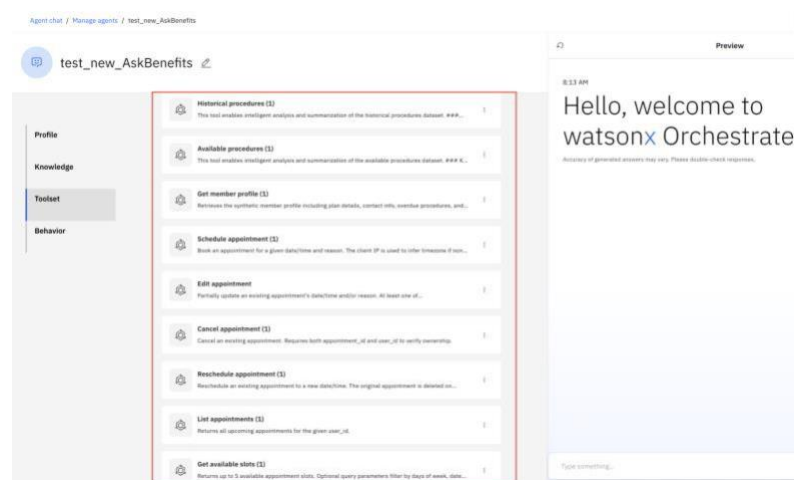 Agent chat / Manage agents / test_new_AskBenefits
test_new_AskBenefits
Profile
Knowledge
Toolset
Behavior
Historical procedures (1)
This tool enables intelligent analysis and summarization of the historical procedures dataset. ###...
Available procedures (1)
This tool enables intelligent analysis and summarization of the available procedures dataset. ### K...
Get member profile (1)
Retrieves the synthetic member profile including plan details, contact info, overdue procedures, and...
Schedule appointment (1)
Book an appointment for a given date/time and reason. The client IP is used to infer timezone if non...
Edit appointment
Partially update an existing appointment's date/time and/or reason. At least one of...
Cancel appointment (1)
Cancel an existing appointment. Requires both appointment_id and user_id to verify ownership.
Reschedule appointment (1)
Reschedule an existing appointment to a new date/time. The original appointment is deleted on...
List appointments (1)
Returns all upcoming appointments for the given user_id.
Get available slots (1)
Returns up to 5 available appointment slots. Optional query parameters filter by days of week, date...
Preview
8:13 AM
Hello, welcome to
watsonx Orchestrate
Accuracy of generated answers may vary. Please double-check responses.
Type something...